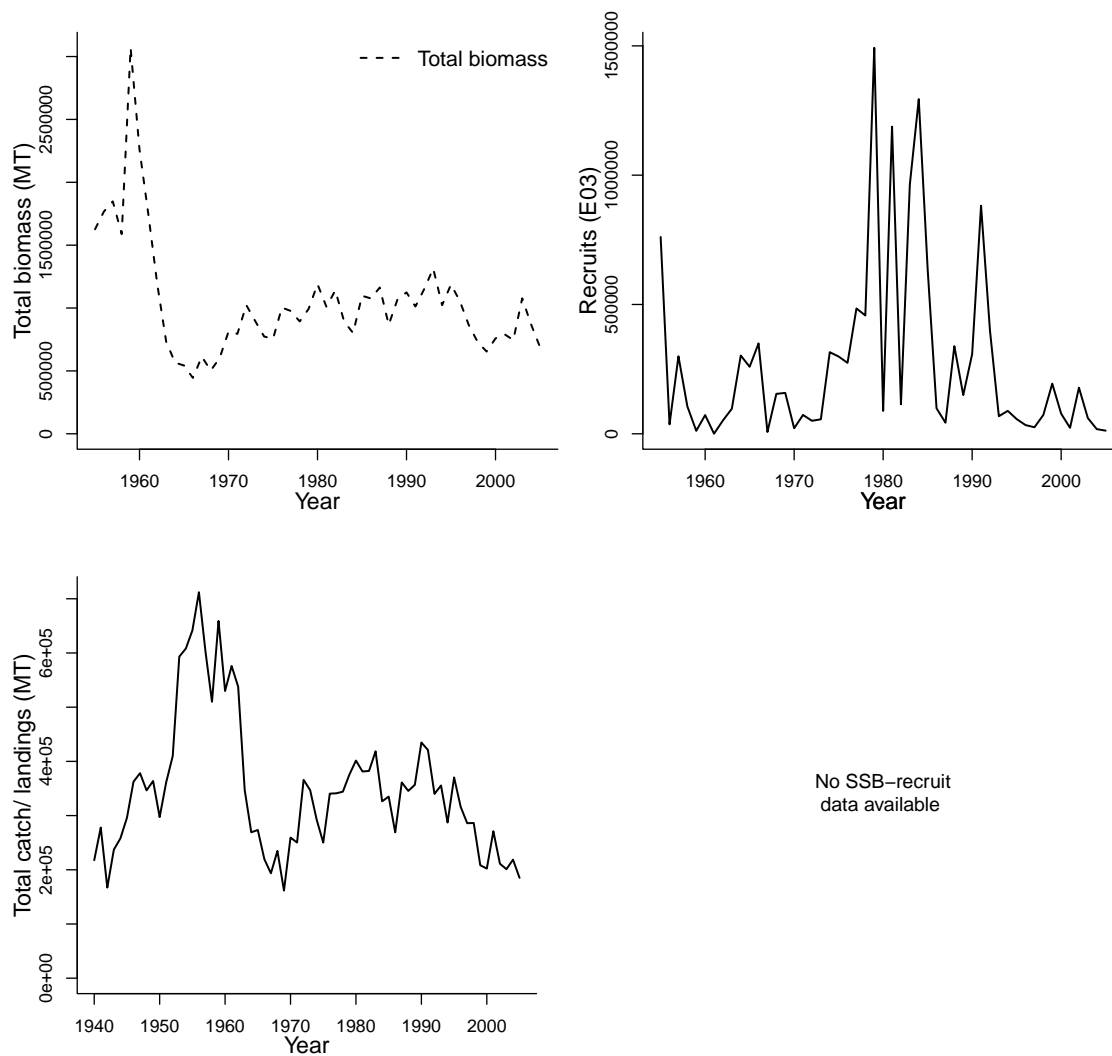 Total biomass
Total biomass (MT)
0
500000
1500000
2500000
1960
1970
1980
1990
2000
Year
Recruits (E03)
0
500000
1000000
1500000
1960
1970
1980
1990
2000
Year
Total catch/ landings (MT)
0e+00
2e+05
4e+05
6e+05
1940
1950
1960
1970
1980
1990
2000
Year
No SSB−recruit
data available